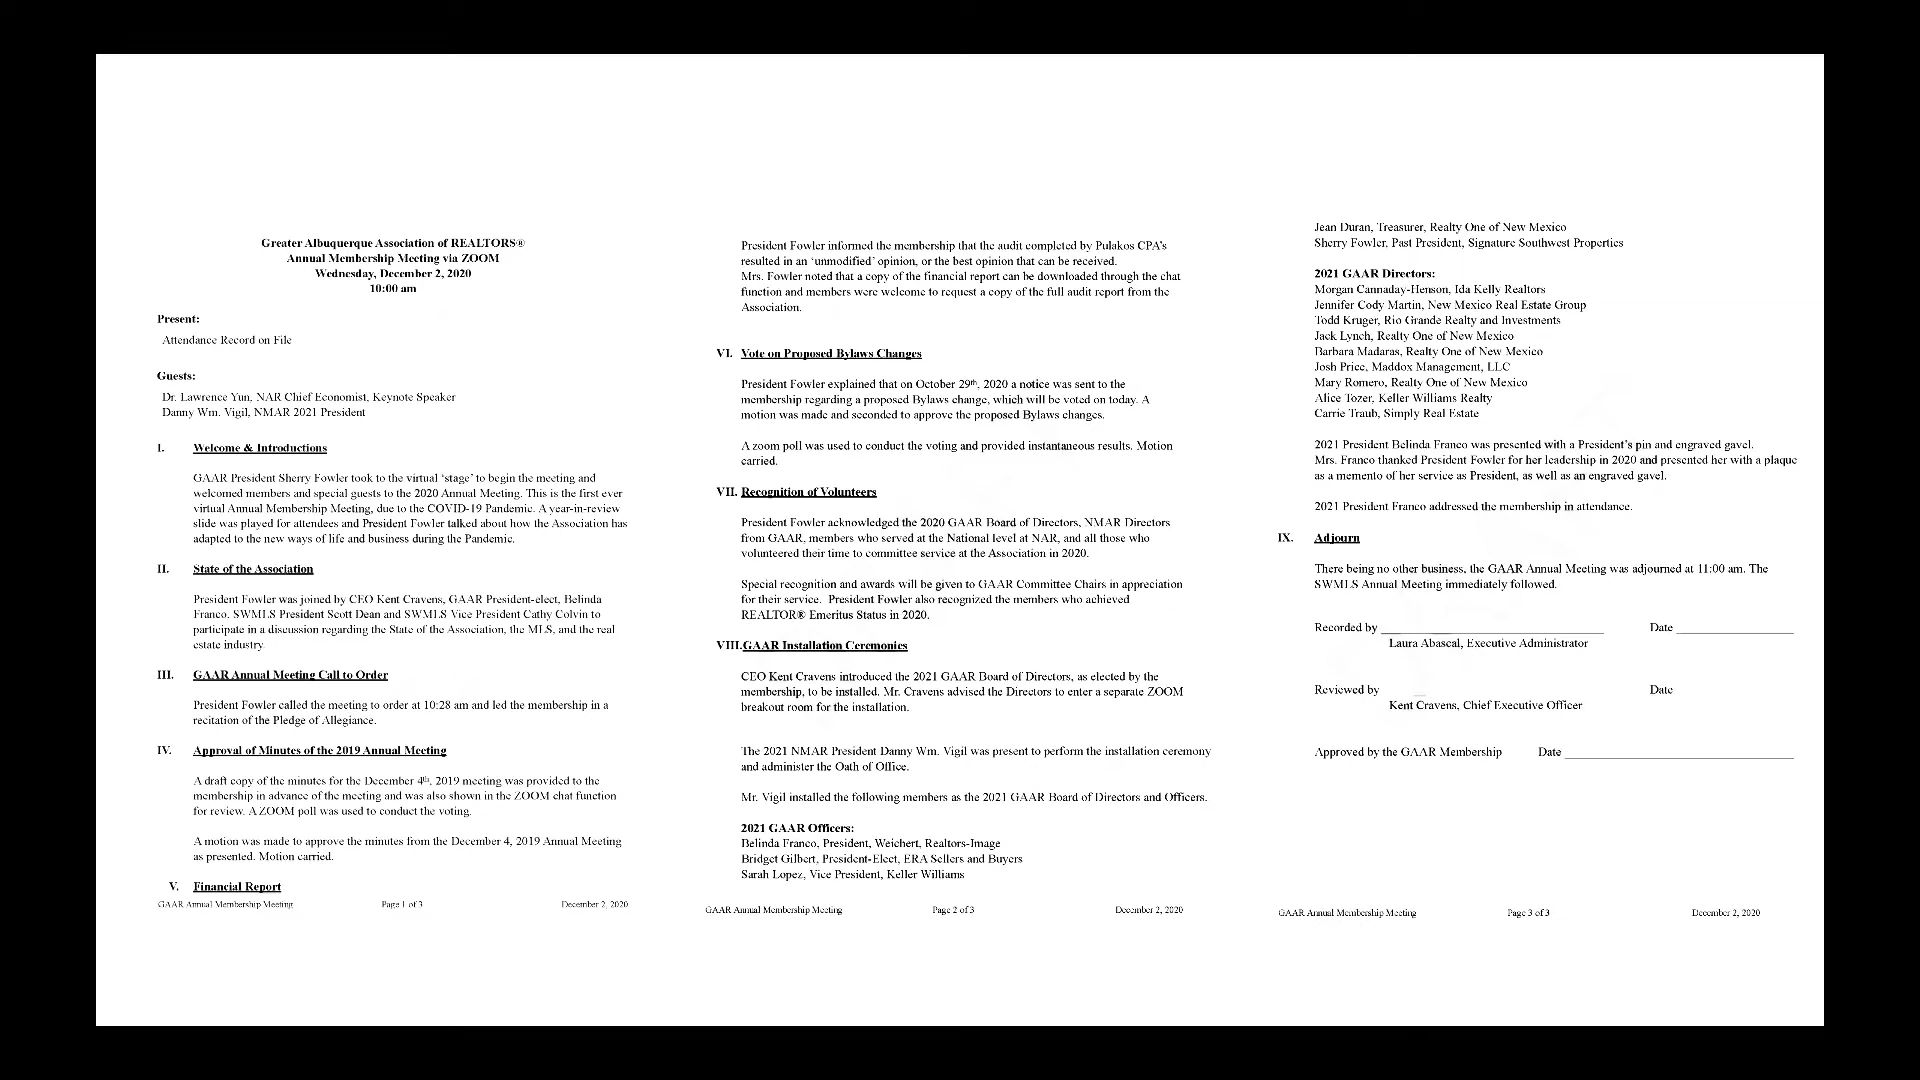 Greater Albuquerque Association of REALTORS®
Annual Membership Meeting via ZOOM
Wednesday, December 2, 2020
10:00 am
Present:
Attendance Record on File
Guests:
Dr. Lawrence Yun, NAR Chief Economist, Keynote Speaker
Danny Wm. Vigil, NMAR 2021 President
I. Welcome & Introductions
GAAR President Sherry Fowler took to the virtual ‘stage’ to begin the meeting and
welcomed members and special guests to the 2020 Annual Meeting. This is the first ever
virtual Annual Membership Meeting, due to the COVID-19 Pandemic. A year-in-review
slide was played for attendees and President Fowler talked about how the Association has
adapted to the new ways of life and business during the Pandemic.
II. State of the Association
President Fowler was joined by CEO Kent Cravens, GAAR President-elect, Belinda
Franco, SWMLS President Scott Dean and SWMLS Vice President Cathy Colvin to
participate in a discussion regarding the State of the Association, the MLS, and the real
estate industry.
III. GAAR Annual Meeting Call to Order
President Fowler called the meeting to order at 10:28 am and led the membership in a
recitation of the Pledge of Allegiance.
IV. Approval of Minutes of the 2019 Annual Meeting
A draft copy of the minutes for the December 4th, 2019 meeting was provided to the
membership in advance of the meeting and was also shown in the ZOOM chat function
for review. A ZOOM poll was used to conduct the voting.
A motion was made to approve the minutes from the December 4, 2019 Annual Meeting
as presented. Motion carried.
V. Financial Report
GAAR Annual Membership Meeting Page 1 of 3 December 2, 2020
President Fowler informed the membership that the audit completed by Pulakos CPA’s
resulted in an ‘unmodified’ opinion, or the best opinion that can be received.
Mrs. Fowler noted that a copy of the financial report can be downloaded through the chat
function and members were welcome to request a copy of the full audit report from the
Association.
VI. Vote on Proposed Bylaws Changes
President Fowler explained that on October 29th, 2020 a notice was sent to the
membership regarding a proposed Bylaws change, which will be voted on today. A
motion was made and seconded to approve the proposed Bylaws changes.
A zoom poll was used to conduct the voting and provided instantaneous results. Motion
carried.
VII. Recognition of Volunteers
President Fowler acknowledged the 2020 GAAR Board of Directors, NMAR Directors
from GAAR, members who served at the National level at NAR, and all those who
volunteered their time to committee service at the Association in 2020.
Special recognition and awards will be given to GAAR Committee Chairs in appreciation
for their service. President Fowler also recognized the members who achieved
REALTOR® Emeritus Status in 2020.
VIII. GAAR Installation Ceremonies
CEO Kent Cravens introduced the 2021 GAAR Board of Directors, as elected by the
membership, to be installed. Mr. Cravens advised the Directors to enter a separate ZOOM
breakout room for the installation.
The 2021 NMAR President Danny Wm. Vigil was present to perform the installation ceremony
and administer the Oath of Office.
Mr. Vigil installed the following members as the 2021 GAAR Board of Directors and Officers.
2021 GAAR Officers:
Belinda Franco, President, Weichert, Realtors-Image
Bridget Gilbert, President-Elect, ERA Sellers and Buyers
Sarah Lopez, Vice President, Keller Williams
GAAR Annual Membership Meeting Page 2 of 3 December 2, 2020
Jean Duran, Treasurer, Realty One of New Mexico
Sherry Fowler, Past President, Signature Southwest Properties
2021 GAAR Directors:
Morgan Cannaday-Henson, Ida Kelly Realtors
Jennifer Cody Martin, New Mexico Real Estate Group
Todd Kruger, Rio Grande Realty and Investments
Jack Lynch, Realty One of New Mexico
Barbara Madaras, Realty One of New Mexico
Josh Price, Maddox Management, LLC
Mary Romero, Realty One of New Mexico
Alice Tozer, Keller Williams Realty
Carrie Traub, Simply Real Estate
2021 President Belinda Franco was presented with a President’s pin and engraved gavel.
Mrs. Franco thanked President Fowler for her leadership in 2020 and presented her with a plaque
as a memento of her service as President, as well as an engraved gavel.
2021 President Franco addressed the membership in attendance.
IX. Adjourn
There being no other business, the GAAR Annual Meeting was adjourned at 11:00 am. The
SWMLS Annual Meeting immediately followed.
Recorded by Date
Laura Abascal, Executive Administrator
Reviewed by Date
Kent Cravens, Chief Executive Officer
Approved by the GAAR Membership Date
GAAR Annual Membership Meeting Page 3 of 3 December 2, 2020